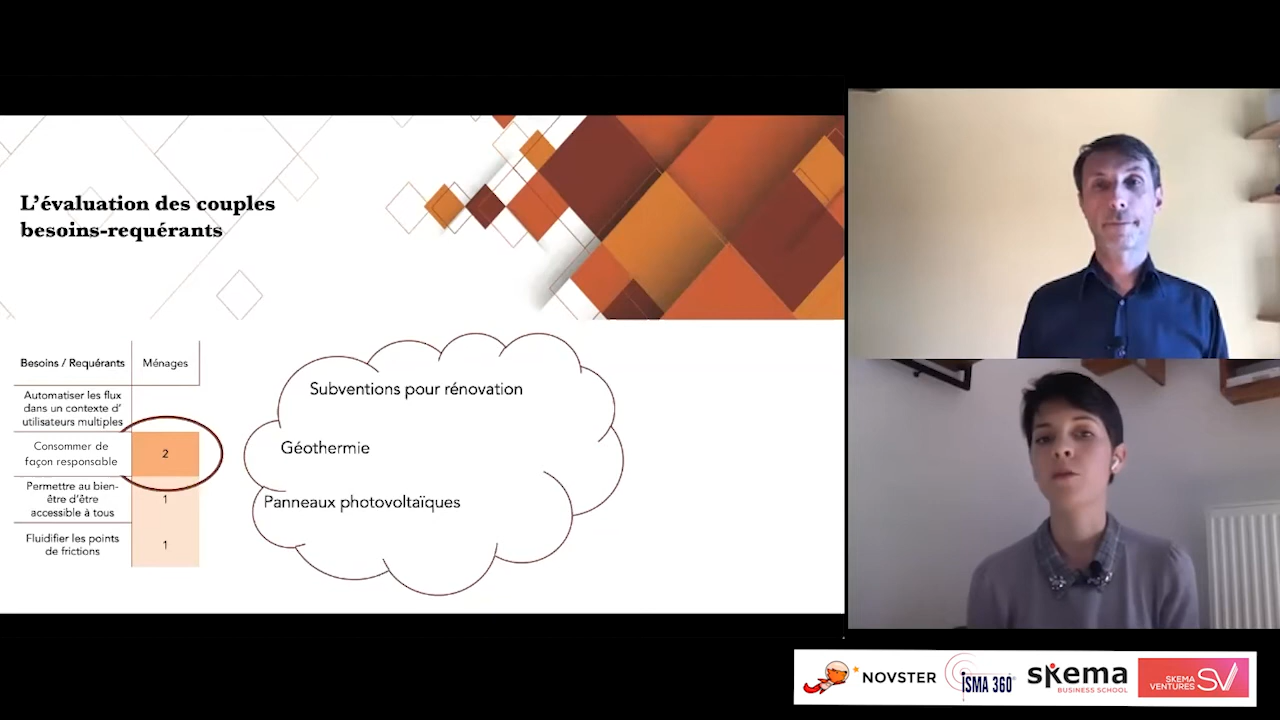 L'évaluation des couples
besoins-requérants
Besoins / Requérants
Ménages
Automatiser les flux
dans un contexte d'
utilisateurs multiples
Consommer de
façon responsable
2
Permettre au bien-
être d'être
accessible à tous
1
Fluidifier les points
de frictions
1
Subventions pour rénovation
Géothermie
Panneaux photovoltaïques
NOVSTER
iSMA 360°
skema
BUSINESS SCHOOL
SKEMA
VENTURES
SV